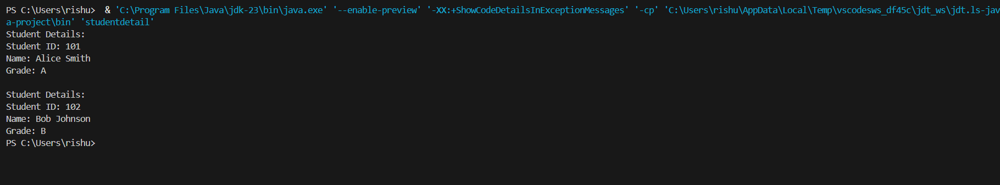 PS C:\Users\rishu>  & 'C:\Program Files\Java\jdk-23\bin\java.exe' '--enable-preview' '-XX:+ShowCodeDetailsInExceptionMessages' '-cp' 'C:\Users\rishu\AppData\Local\Temp\vscodesws_df45c\jdt_ws\jdt.ls-jav
a-project\bin' 'studentdetail'
Student Details:
Student ID: 101
Name: Alice Smith
Grade: A

Student Details:
Student ID: 102
Name: Bob Johnson
Grade: B
PS C:\Users\rishu>